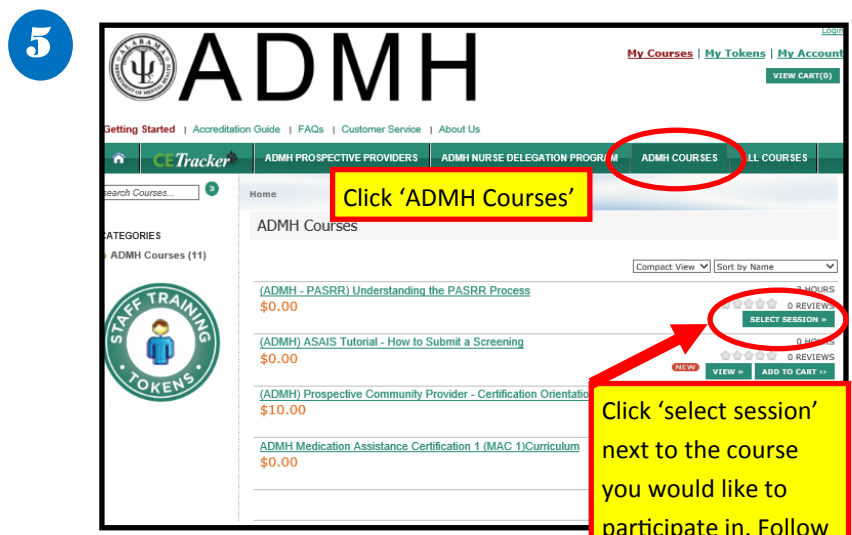 5
Login
ADMH
My Courses | My Tokens | My Account
VIEW CART(0)
Getting Started | Accreditation Guide | FAQs | Customer Service | About Us
CETracker ADMH PROSPECTIVE PROVIDERS ADMH NURSE DELEGATION PROGRAM ADMH COURSES ALL COURSES
Search Courses...
Home
Click 'ADMH Courses'
CATEGORIES
ADMH Courses (11)
STAFF TRAINING
TOKENS
ADMH Courses
Compact View Sort by Name
(ADMH - PASRR) Understanding the PASRR Process
$0.00
HOURS
0 REVIEWS
SELECT SESSION »
(ADMH) ASAIS Tutorial - How to Submit a Screening
$0.00
0 HOURS
0 REVIEWS
NEW VIEW » ADD TO CART »
(ADMH) Prospective Community Provider - Certification Orientatio
$10.00
ADMH Medication Assistance Certification 1 (MAC 1)Curriculum
$0.00
Click 'select session'
next to the course
you would like to
participate in. Follow